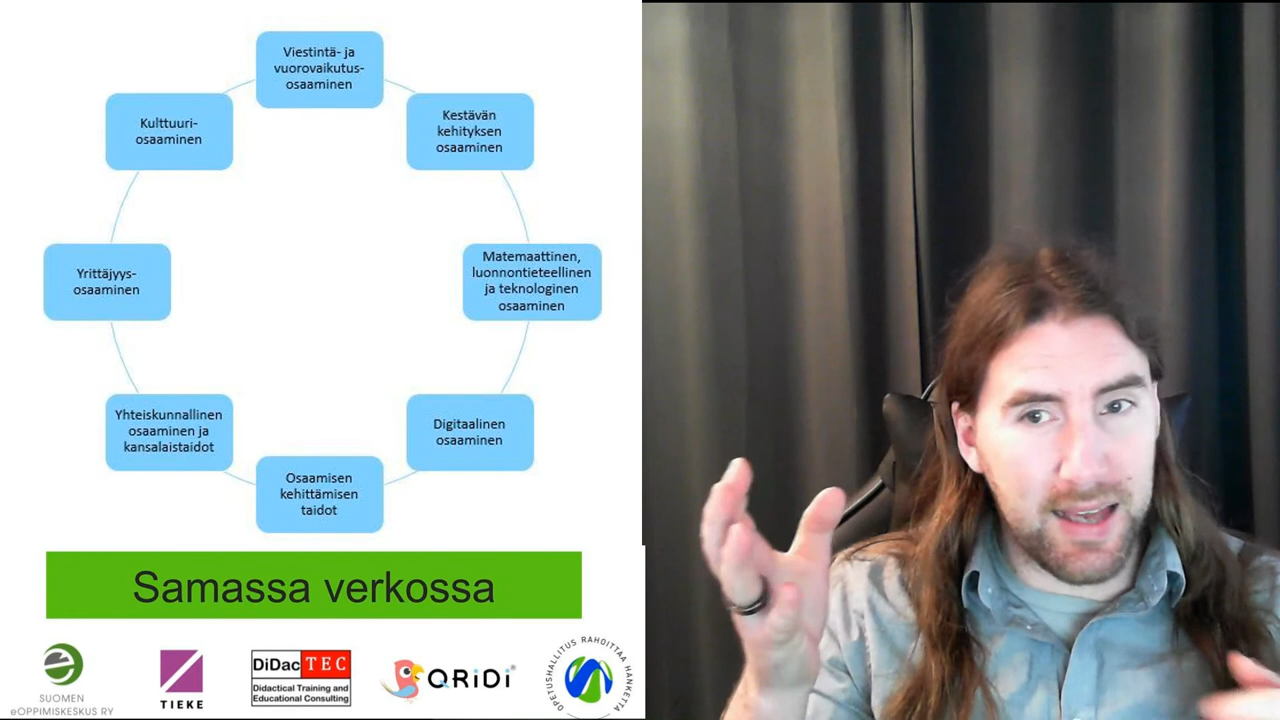 Viestintä- ja
vuorovaikutus-
osaaminen
Kestävän
kehityksen
osaaminen
Matemaattinen,
luonnontieteellinen
ja teknologinen
osaaminen
Digitaalinen
osaaminen
Osaamisen
kehittämisen
taidot
Yhteiskunnallinen
osaaminen ja
kansalaistaidot
Yrittäjyys-
osaaminen
Kulttuuri-
osaaminen
Samassa verkossa
SUOMEN
eOPPIMISKESKUS RY
TIEKE
DiDacTEC
Didactical Training and
Educational Consulting
QRiDi®
OPETUSHALLITUS RAHOITTAA HANKETTA